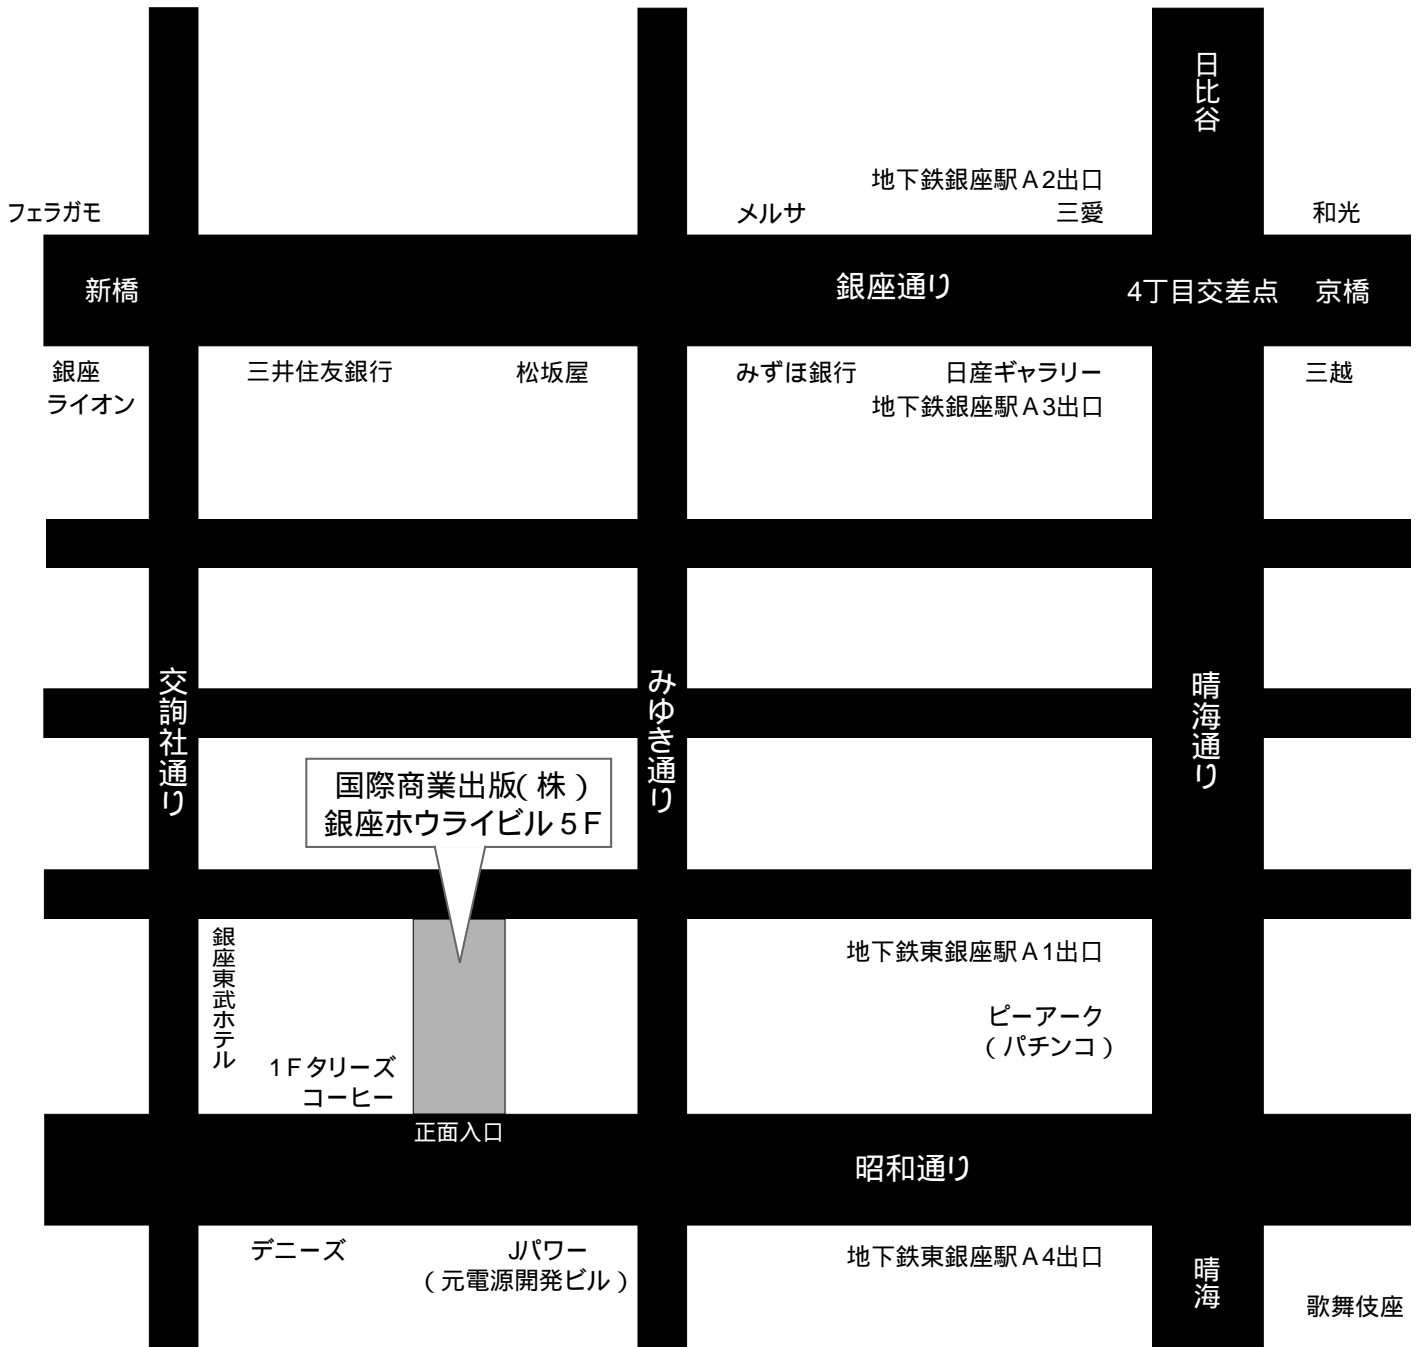 日比谷
地下鉄銀座駅A2出口
フェラガモ
メルサ
三愛
和光
新橋
銀座通り
4丁目交差点
京橋
銀座
ライオン
三井住友銀行
松坂屋
みずほ銀行
日産ギャラリー
地下鉄銀座駅A3出口
三越
交詢社通り
みゆき通り
晴海通り
国際商業出版(株)
銀座ホウライビル5F
銀座東武ホテル
1Fタリーズ
コーヒー
地下鉄東銀座駅A1出口
ピーアーク
(パチンコ)
正面入口
昭和通り
デニーズ
Jパワー
(元電源開発ビル)
地下鉄東銀座駅A4出口
晴海
歌舞伎座